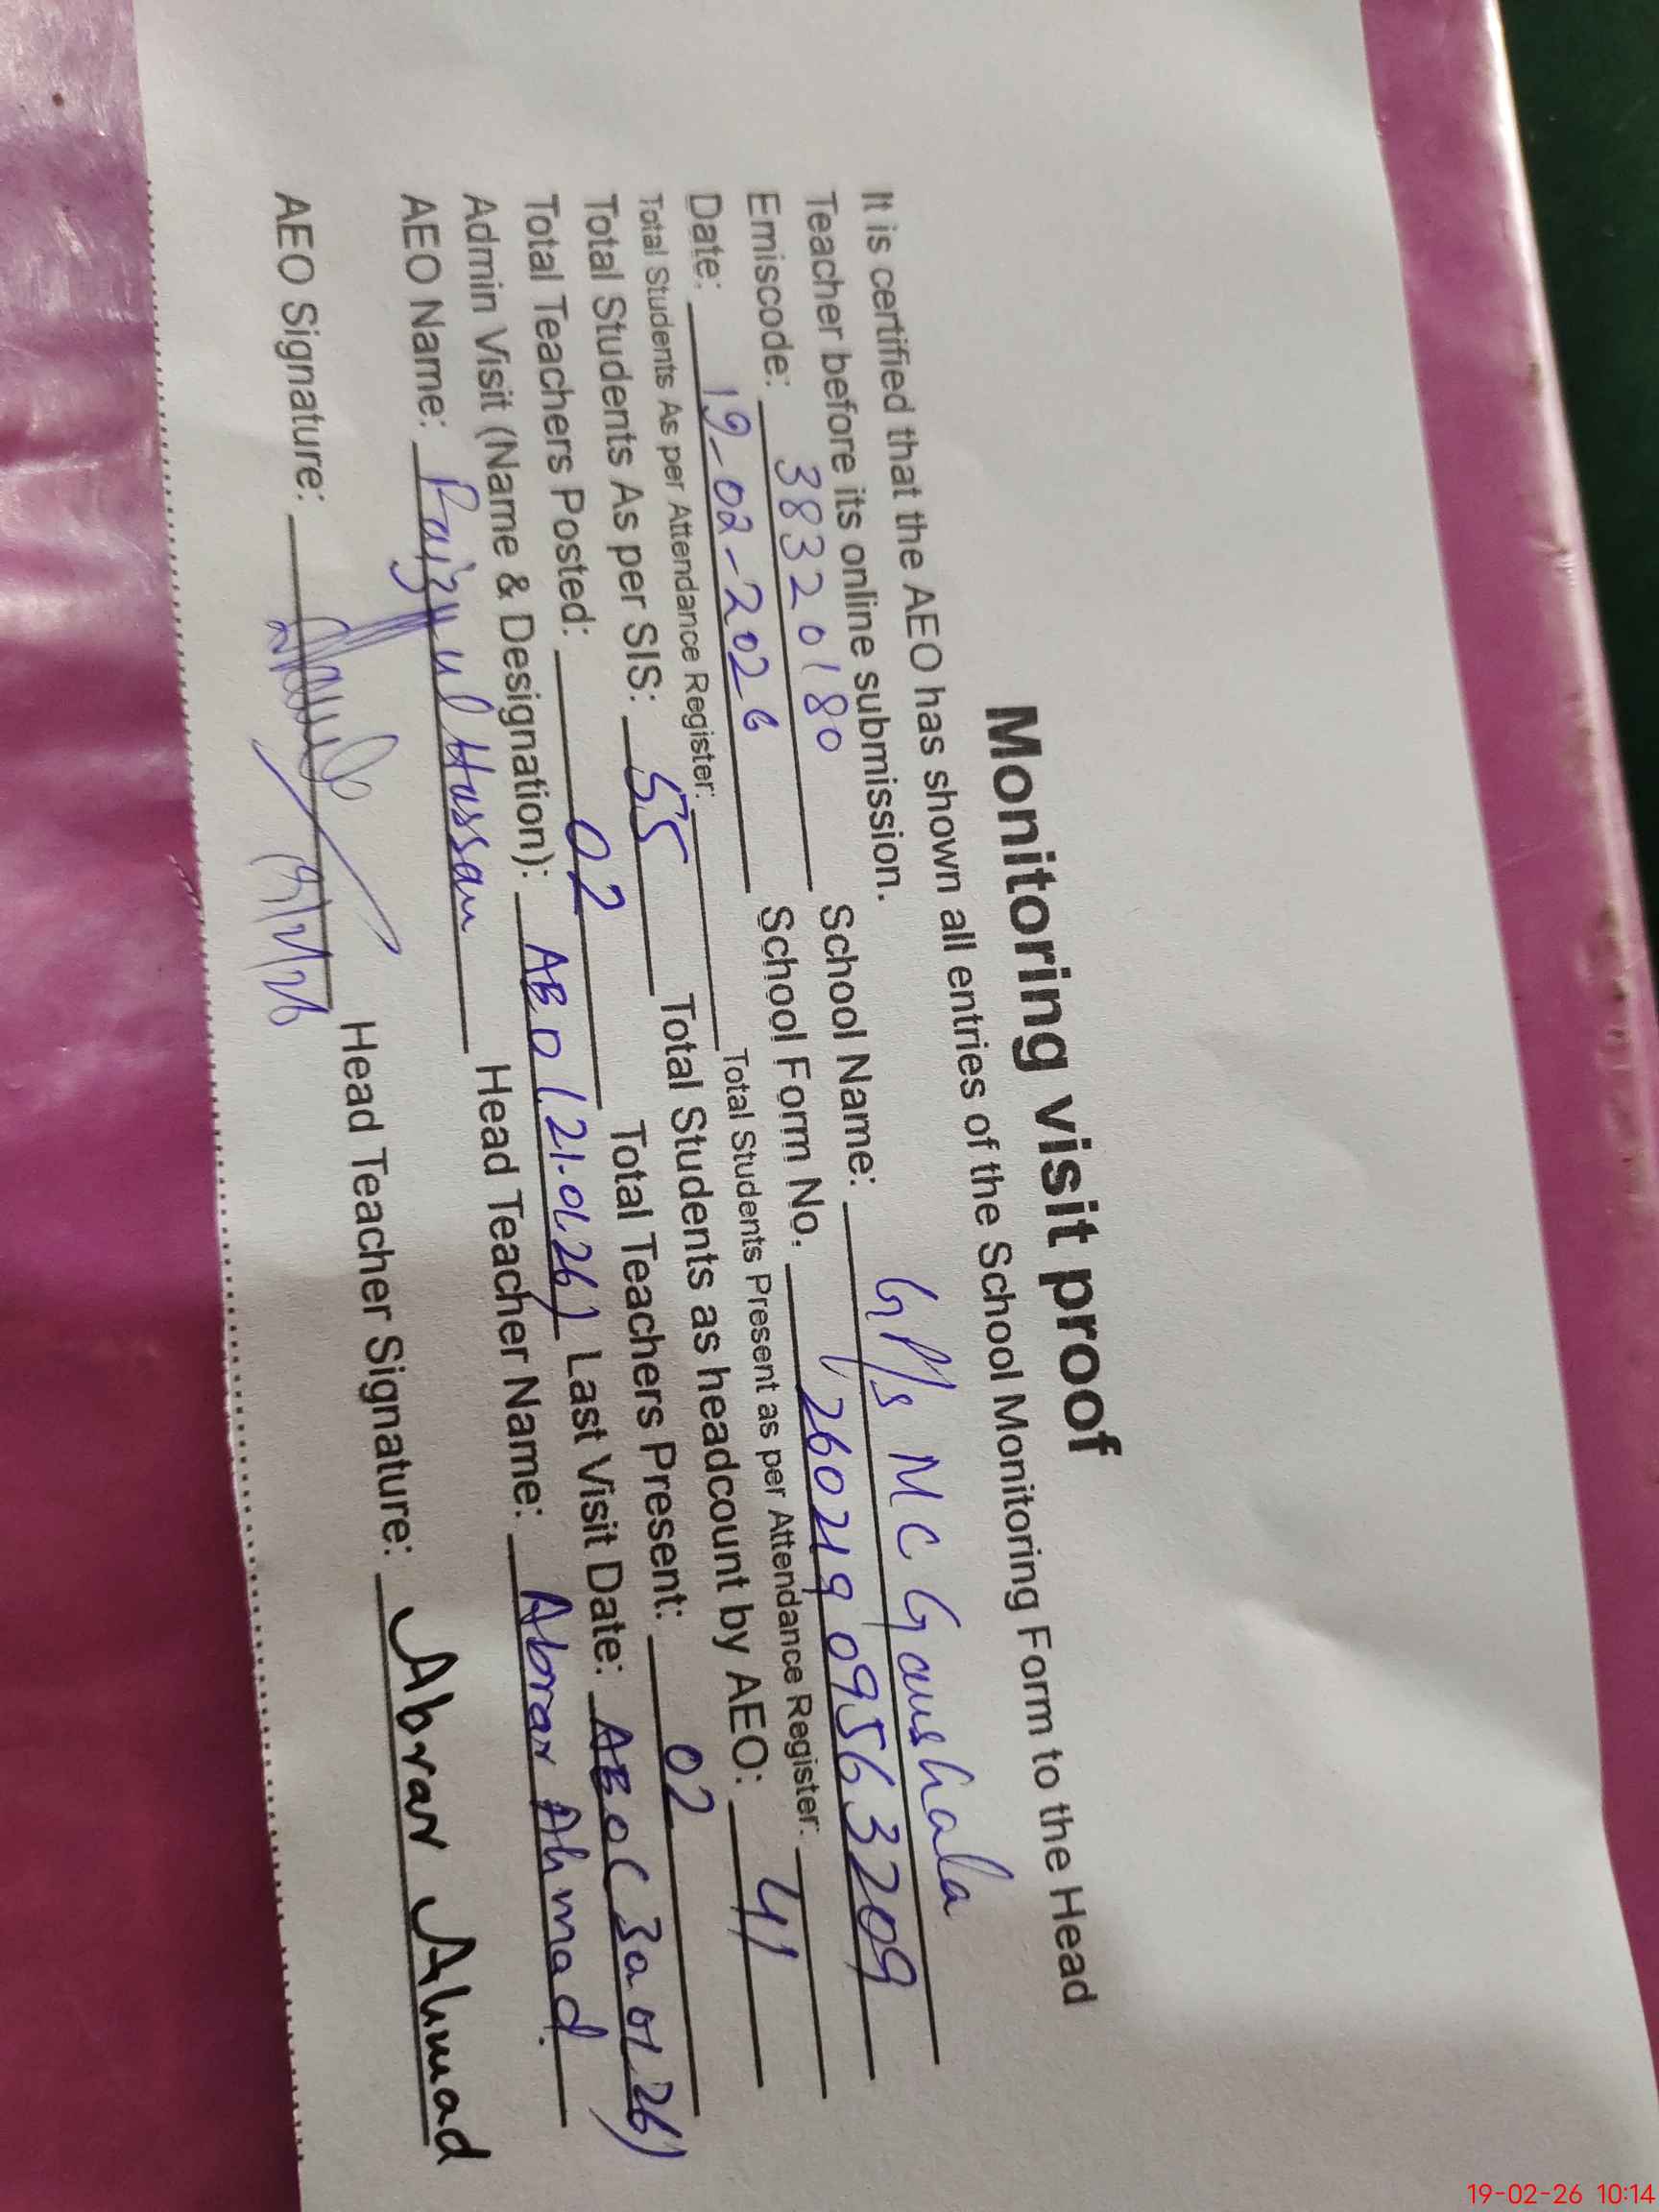 Monitoring visit proof
It is certified that the AEO has shown all entries of the School Monitoring Form to the Head
Teacher before its online submission.
Emiscode: 38320180 School Name: GP/s MC Gaushala
Date: 19-02-2026 School Form No. 260219 09563209
Total Students As per Attendance Register: Total Students Present as per Attendance Register:
Total Students As per SIS: 55 Total Students as headcount by AEO: 41
Total Teachers Posted: 02 Total Teachers Present: 02
Admin Visit (Name & Designation): AEO (21.01.26) Last Visit Date: AEO (30.01.26)
AEO Name: ul Hassan Head Teacher Name: Abrar Ahmad.
AEO Signature: Head Teacher Signature: Abrar Ahmad
19-02-26 10:14